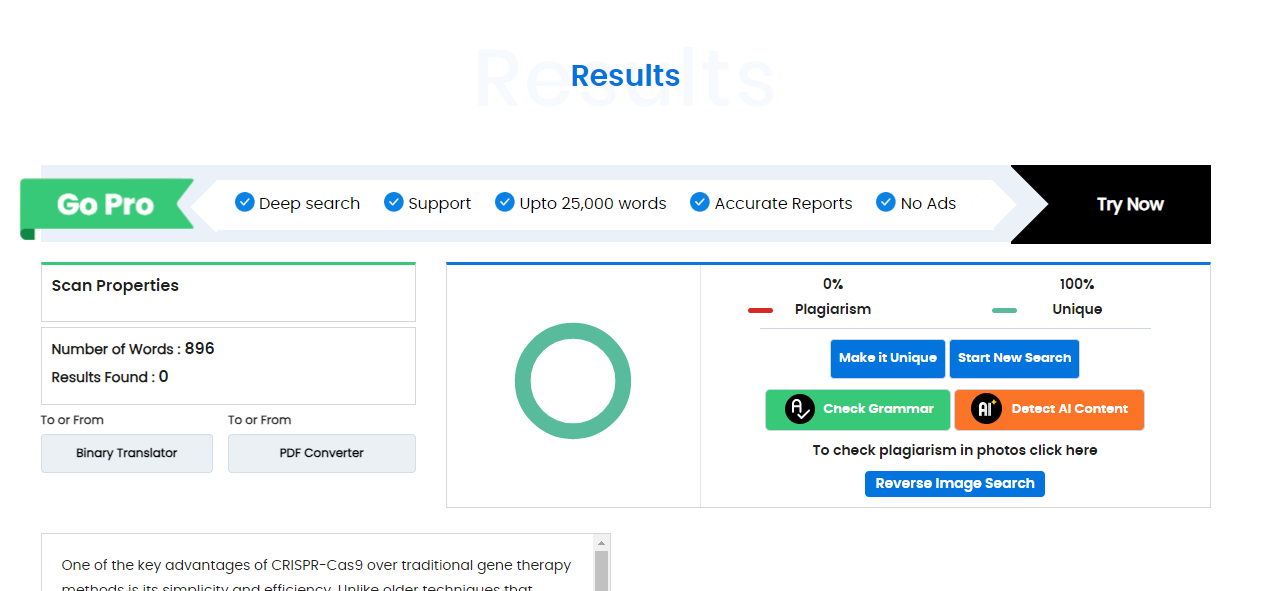 Results
Results
Go Pro
Deep search
Support
Upto 25,000 words
Accurate Reports
No Ads
Try Now
Scan Properties
Number of Words : 896
Results Found : 0
To or From
To or From
Binary Translator
PDF Converter
0%
100%
Plagiarism
Unique
Make it Unique
Start New Search
Check Grammar
AI
Detect AI Content
To check plagiarism in photos click here
Reverse Image Search
One of the key advantages of CRISPR-Cas9 over traditional gene therapy
methods is its simplicity and efficiency. Unlike older techniques that